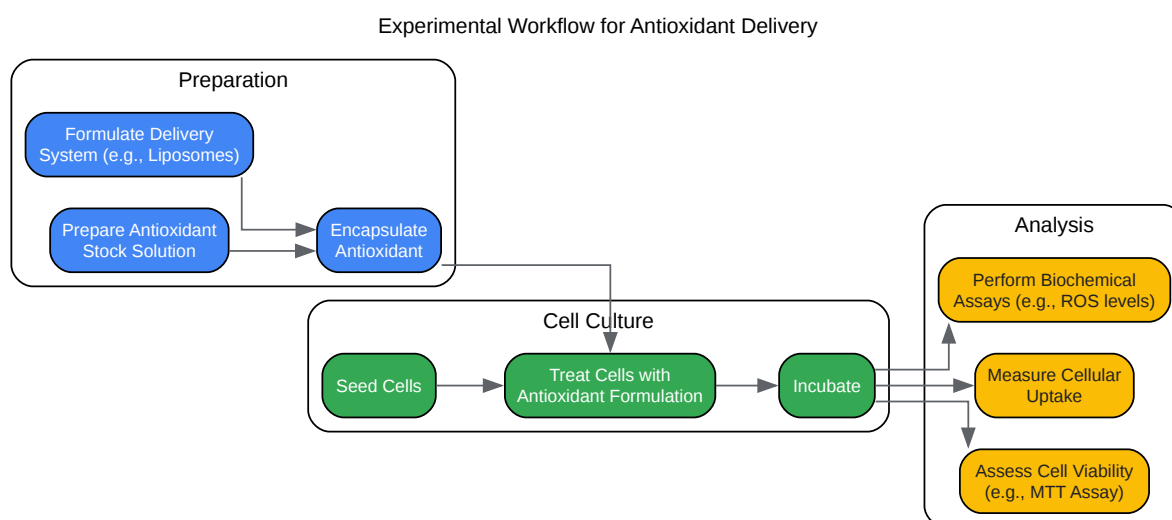 Experimental Workflow for Antioxidant Delivery
Preparation
Formulate Delivery
System (e.g., Liposomes)
Prepare Antioxidant
Stock Solution
Encapsulate
Antioxidant
Cell Culture
Seed Cells
Treat Cells with
Antioxidant Formulation
Incubate
Analysis
Perform Biochemical
Assays (e.g., ROS levels)
Measure Cellular
Uptake
Assess Cell Viability
(e.g., MTT Assay)